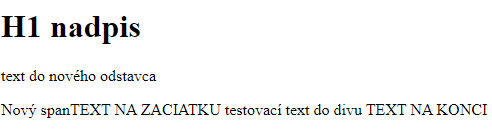 H1 nadpis
text do nového odstavca
Nový spanTEXT NA ZACIATKU testovací text do divu TEXT NA KONCI